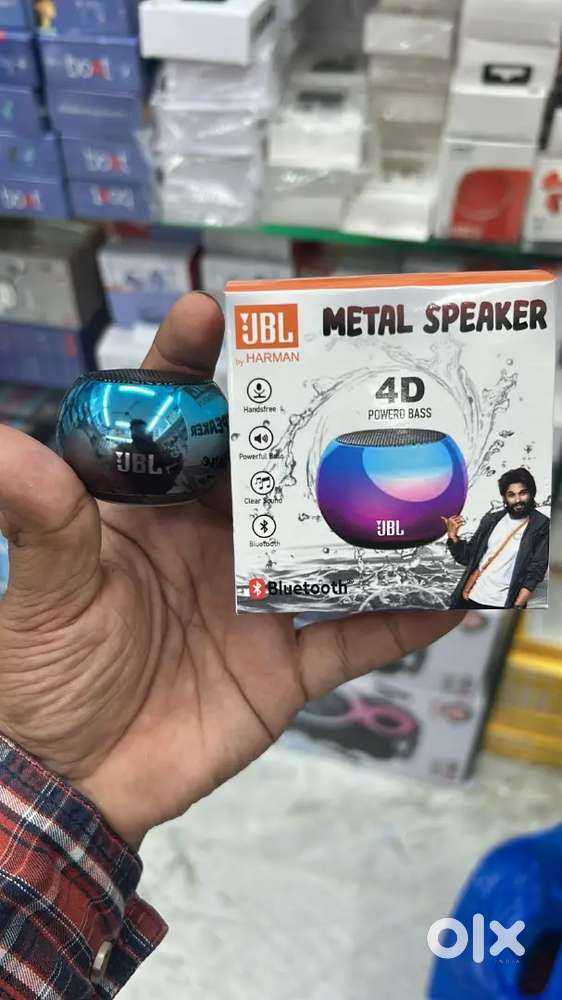 boAt
boAt
boAt
boAt
JBL
by HARMAN
METAL SPEAKER
4D
POWERD BASS
Handsfree
Powerful Bass
Clear Sound
Bluetooth
JBL
JBL
Bluetooth
olx
INDIA